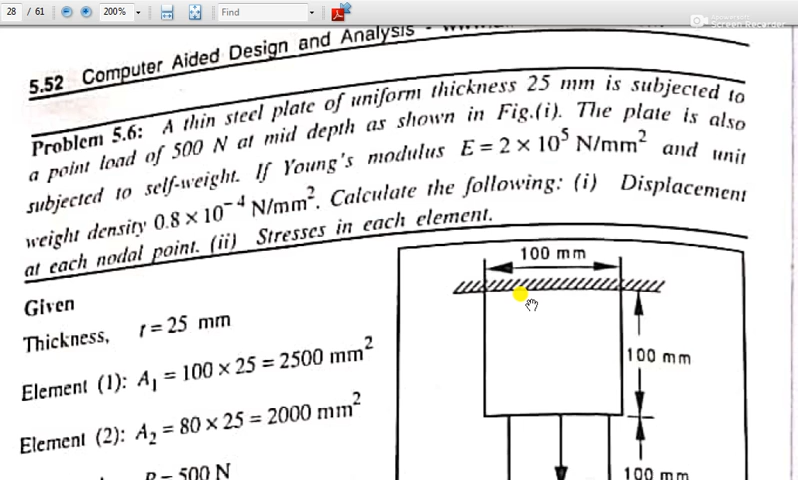 28 / 61 200% Find
Screen Recorder
5.52 Computer Aided Design and Analysis -
Problem 5.6: A thin steel plate of uniform thickness 25 mm is subjected to
a point load of 500 N at mid depth as shown in Fig.(i). The plate is also
subjected to self-weight. If Young's modulus E = 2 × 10⁵ N/mm² and unit
weight density 0.8 × 10⁻⁴ N/mm². Calculate the following: (i) Displacement
at each nodal point. (ii) Stresses in each element.
Given
Thickness, t = 25 mm
Element (1): A₁ = 100 × 25 = 2500 mm²
Element (2): A₂ = 80 × 25 = 2000 mm²
P = 500 N
100 mm
100 mm
100 mm